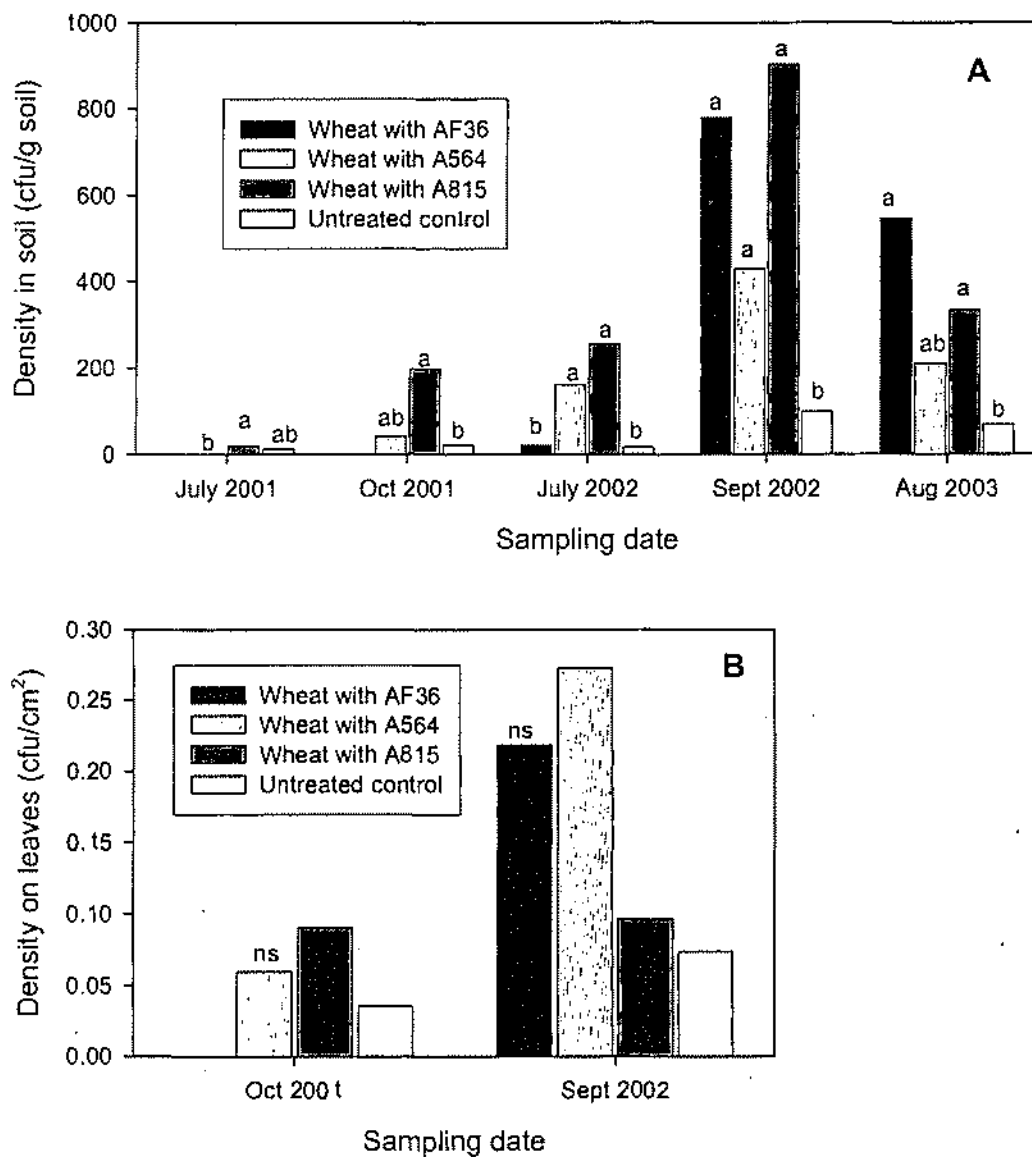 1000
800
600
400
200
0
Density in soil (cfu/g soil)
A
Wheat with AF36
Wheat with A564
Wheat with A815
Untreated control
b a ab
ab a b
b a a b
a a a b
a ab a b
July 2001 Oct 2001 July 2002 Sept 2002 Aug 2003
Sampling date
0.30
0.25
0.20
0.15
0.10
0.05
0.00
Density on leaves (cfu/cm²)
B
Wheat with AF36
Wheat with A564
Wheat with A815
Untreated control
ns
ns
Oct 2001 Sept 2002
Sampling date